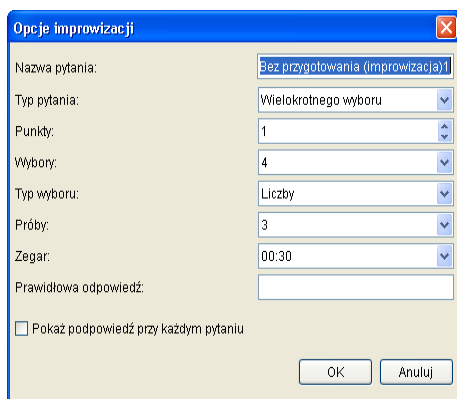 Opcje improwizacji
Nazwa pytania: Bez przygotowania (improwizacja)1
Typ pytania: Wielokrotnego wyboru
Punkty: 1
Wybory: 4
Typ wyboru: Liczby
Próby: 3
Zegar: 00:30
Prawidłowa odpowiedź:
Pokaż podpowiedź przy każdym pytaniu
OK Anuluj